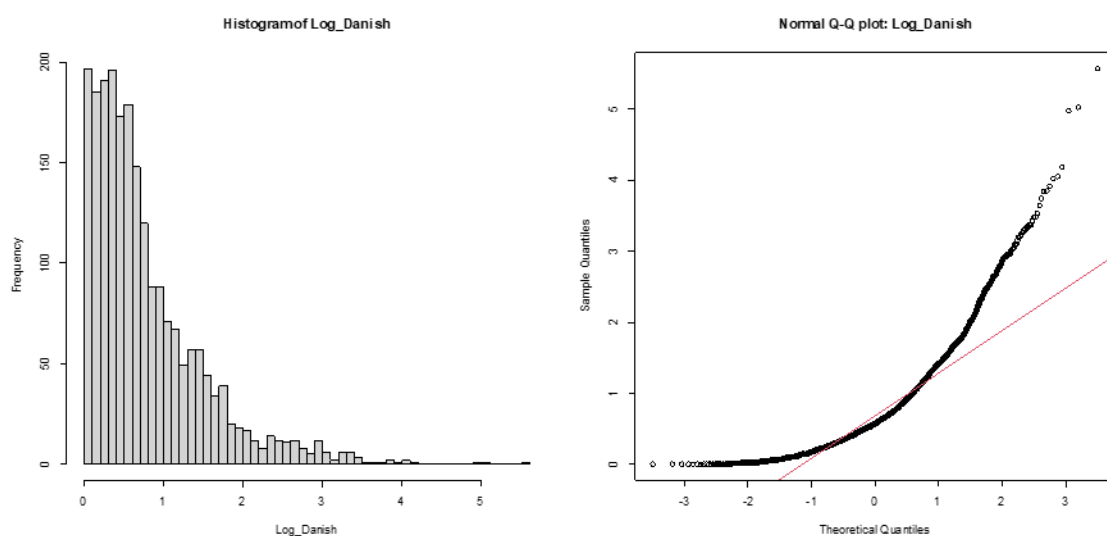 Histogramof Log_Danish
Frequency
200
150
100
50
0
0 1 2 3 4 5
Log_Danish
Normal Q-Q plot: Log_Danish
Sample Quantiles
5
4
3
2
1
0
-3 -2 -1 0 1 2 3
Theoretical Quantiles